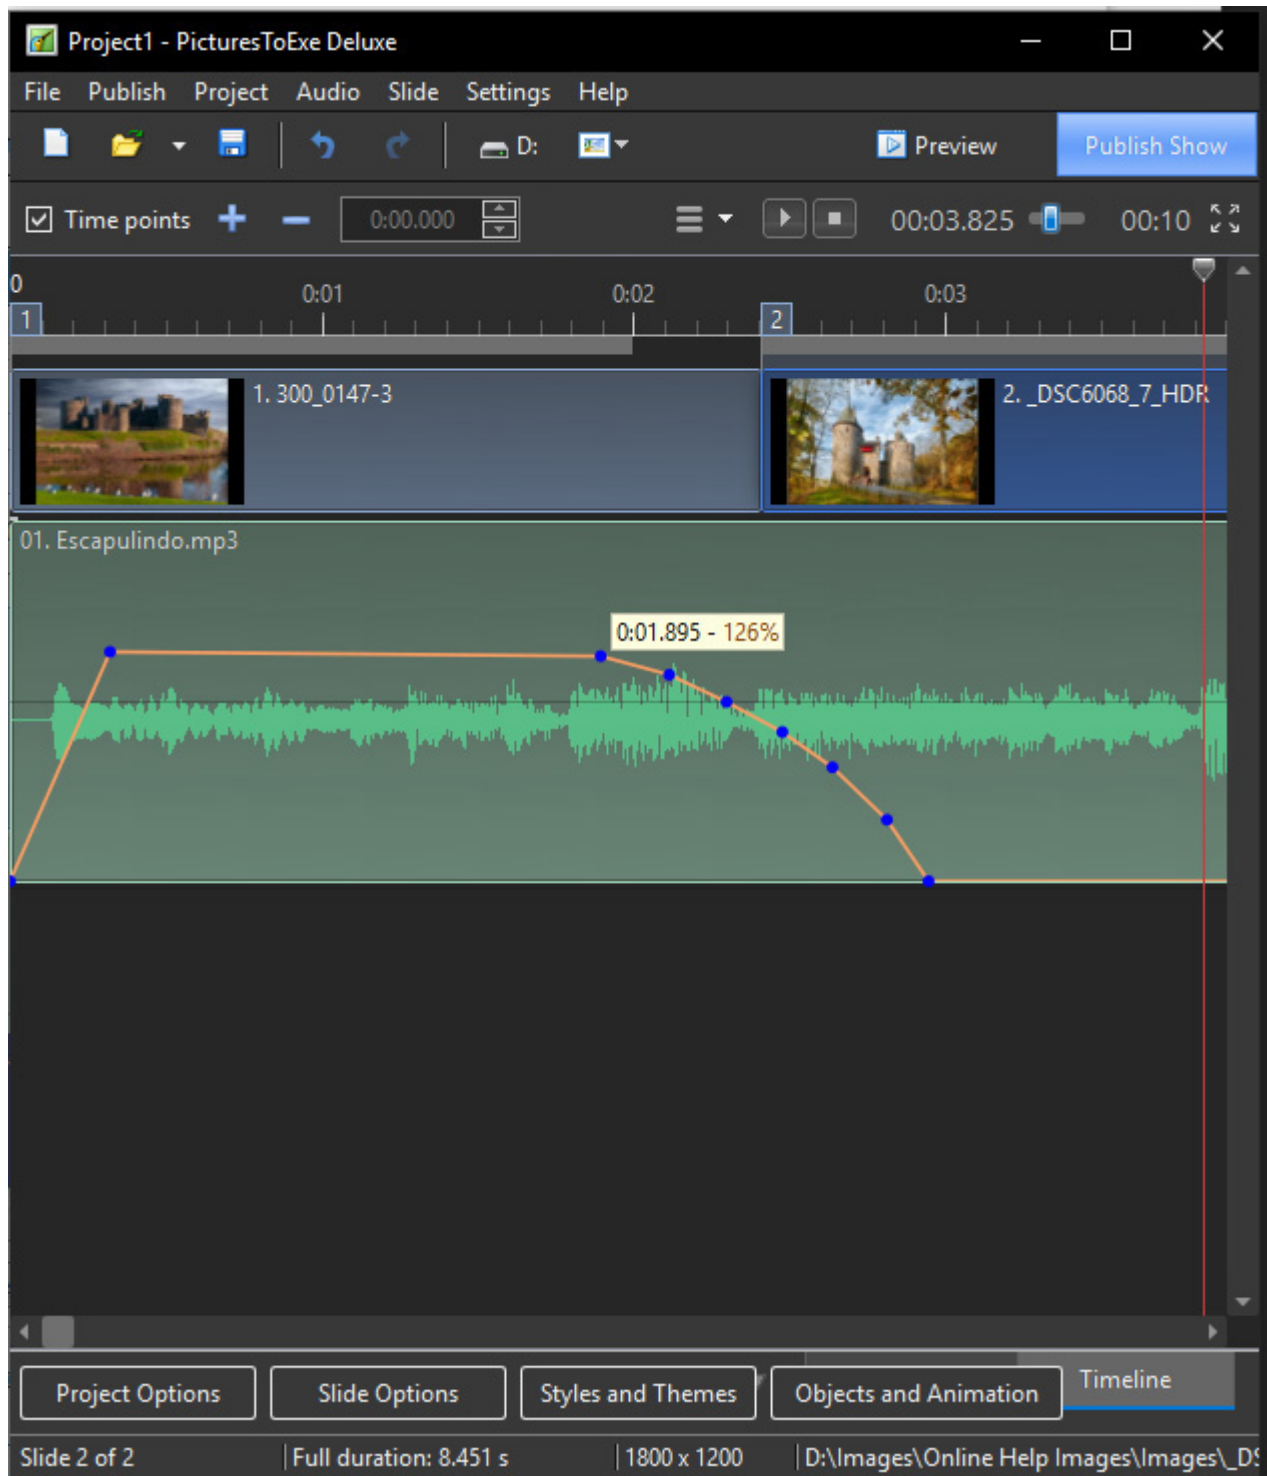 Project1 - PicturesToExe Deluxe
File Publish Project Audio Slide Settings Help
D: Preview Publish Show
Time points 0:00.000 00:03.825 00:10
0 0:01 0:02 0:03
1 2
1. 300_0147-3 2. _DSC6068_7_HDR
01. Escapulindo.mp3
0:01.895 - 126%
Project Options Slide Options Styles and Themes Objects and Animation Timeline
Slide 2 of 2 Full duration: 8.451 s 1800 x 1200 D:\Images\Online Help Images\Images\_DS